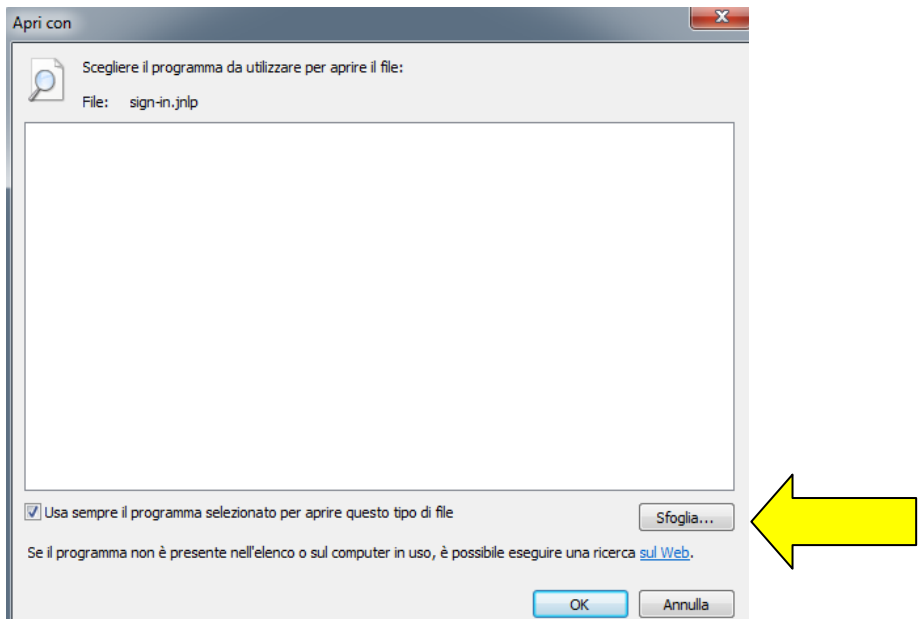 Apri con
Scegliere il programma da utilizzare per aprire il file:
File: sign-in.jnlp
Usa sempre il programma selezionato per aprire questo tipo di file
Sfoglia...
Se il programma non è presente nell'elenco o sul computer in uso, è possibile eseguire una ricerca sul Web.
OK Annulla